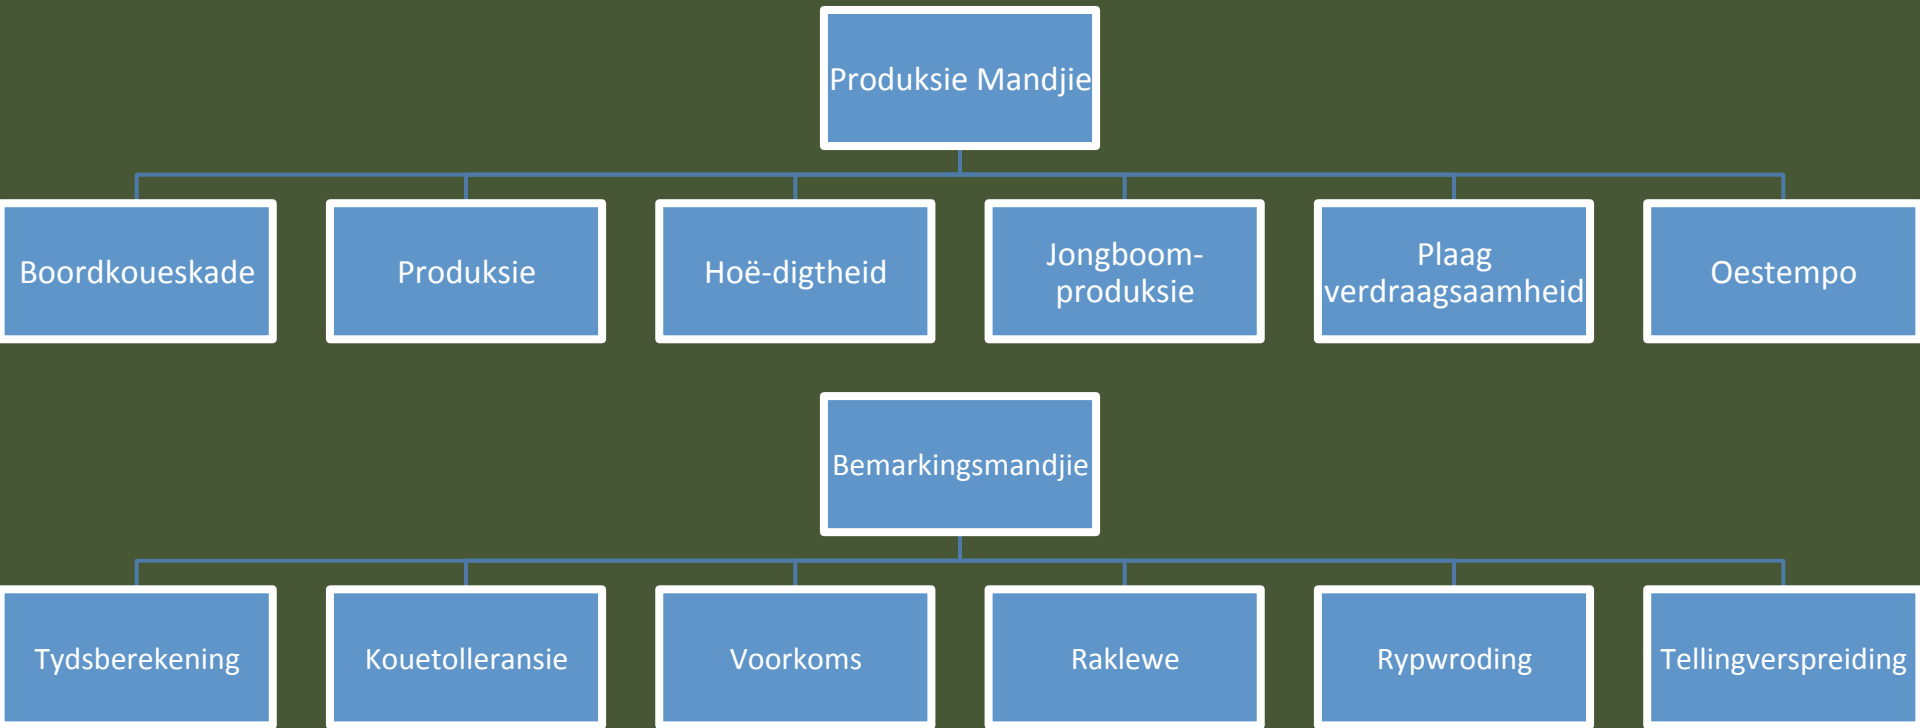 Produksie Mandjie
Boordkoueskade
Produksie
Hoë-digtheid
Jongboom-
produksie
Plaag
verdraagsaamheid
Oestempo
Bemarkingsmandjie
Tydsberekening
Kouetolleransie
Voorkoms
Raklewe
Rypwroding
Tellingverspreiding